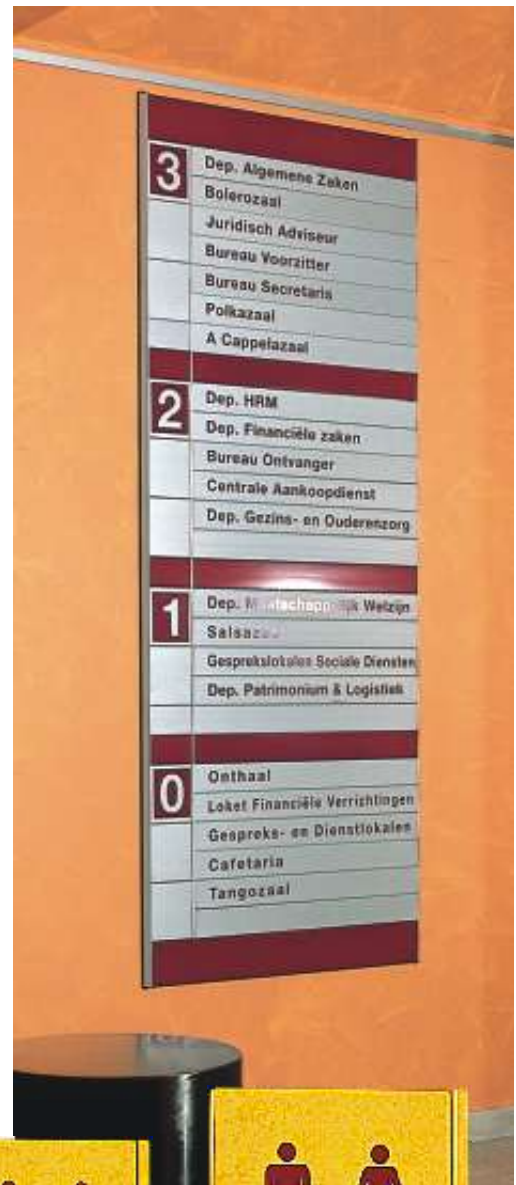 3
Dep. Algemene Zaken
Bolerozaal
Juridisch Adviseur
Bureau Voorzitter
Bureau Secretaris
Polkazaal
A Cappelazaal
2
Dep. HRM
Dep. Financiële zaken
Bureau Ontvanger
Centrale Aankoopdienst
Dep. Gezins- en Ouderenzorg
1
Dep. Maatschappelijk Welzijn
Salsazaal
Gesprekslokalen Sociale Diensten
Dep. Patrimonium & Logistiek
0
Onthaal
Loket Financiële Verrichtingen
Gespreks- en Dienstlokalen
Cafetaria
Tangozaal